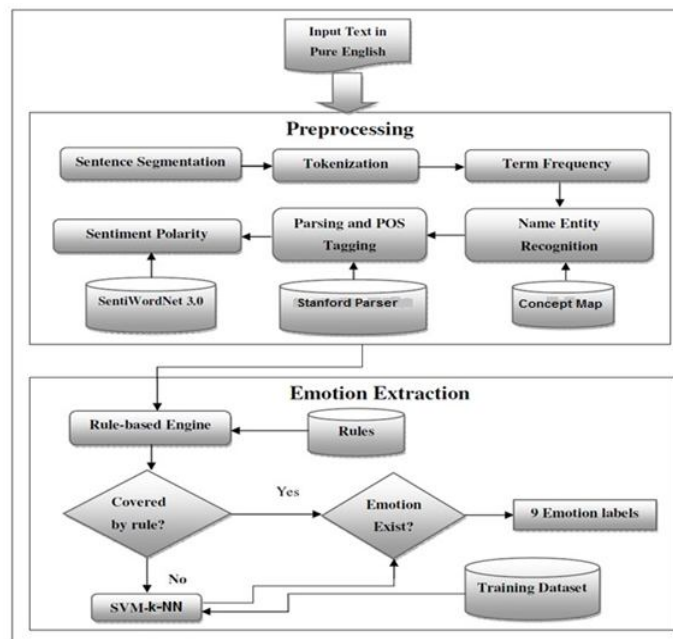 Input Text in
Pure English
Preprocessing
Sentence Segmentation
Tokenization
Term Frequency
Name Entity
Recognition
Parsing and POS
Tagging
Sentiment Polarity
SentiWordNet 3.0
Stanford Parser
Concept Map
Emotion Extraction
Rule-based Engine
Rules
Covered
by rule?
Yes
Emotion
Exist?
9 Emotion labels
No
SVM-k-NN
Training Dataset